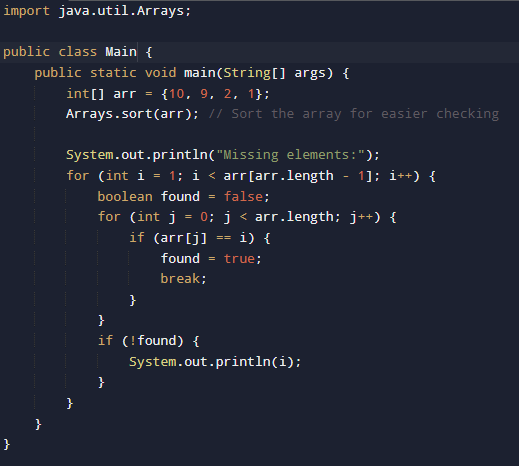 import java.util.Arrays;
public class Main {
    public static void main(String[] args) {
        int[] arr = {10, 9, 2, 1};
        Arrays.sort(arr); // Sort the array for easier checking
        System.out.println("Missing elements:");
        for (int i = 1; i < arr[arr.length - 1]; i++) {
            boolean found = false;
            for (int j = 0; j < arr.length; j++) {
                if (arr[j] == i) {
                    found = true;
                    break;
                }
            }
            if (!found) {
                System.out.println(i);
            }
        }
    }
}